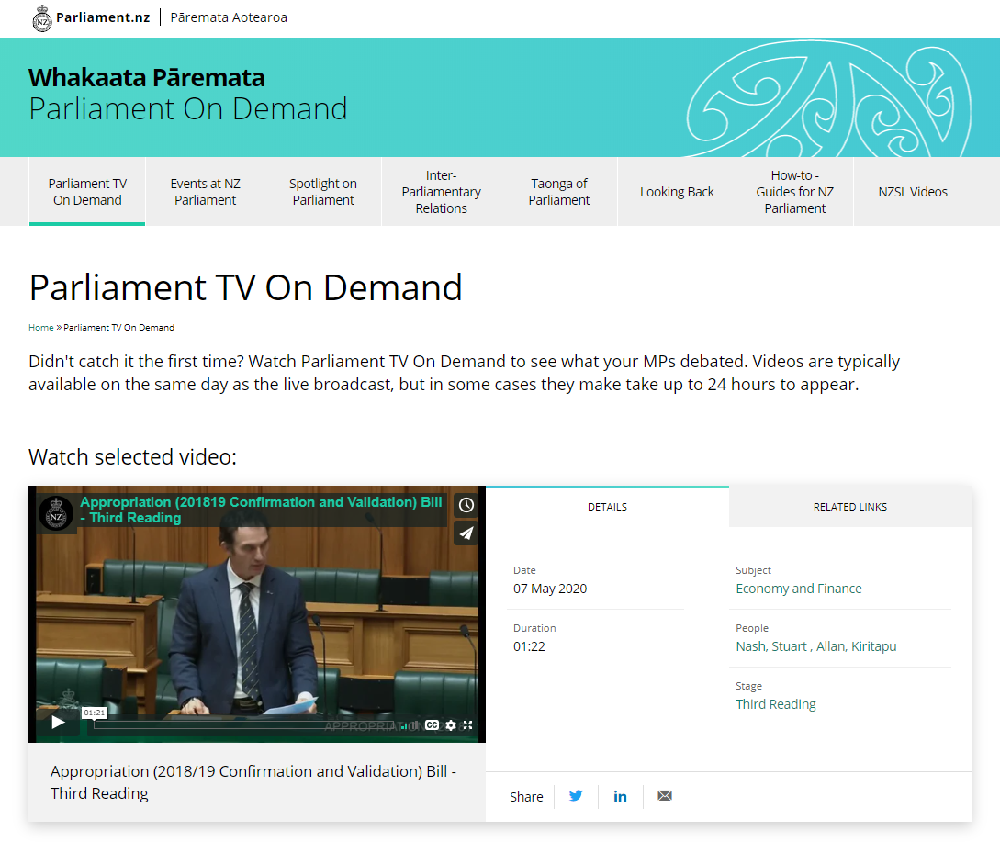 NZ
Parliament.nz | Pāremata Aotearoa
Whakaata Pāremata
Parliament On Demand
Parliament TV
On Demand
Events at NZ
Parliament
Spotlight on
Parliament
Inter-
Parliamentary
Relations
Taonga of
Parliament
Looking Back
How-to -
Guides for NZ
Parliament
NZSL Videos
Parliament TV On Demand
Home » Parliament TV On Demand
Didn't catch it the first time? Watch Parliament TV On Demand to see what your MPs debated. Videos are typically
available on the same day as the live broadcast, but in some cases they make take up to 24 hours to appear.
Watch selected video:
NZ
Appropriation (201819 Confirmation and Validation) Bill
- Third Reading
01:21
CC
Appropriation (2018/19 Confirmation and Validation) Bill -
Third Reading
DETAILS
RELATED LINKS
Date
07 May 2020
Duration
01:22
Subject
Economy and Finance
People
Nash, Stuart , Allan, Kiritapu
Stage
Third Reading
Share
in